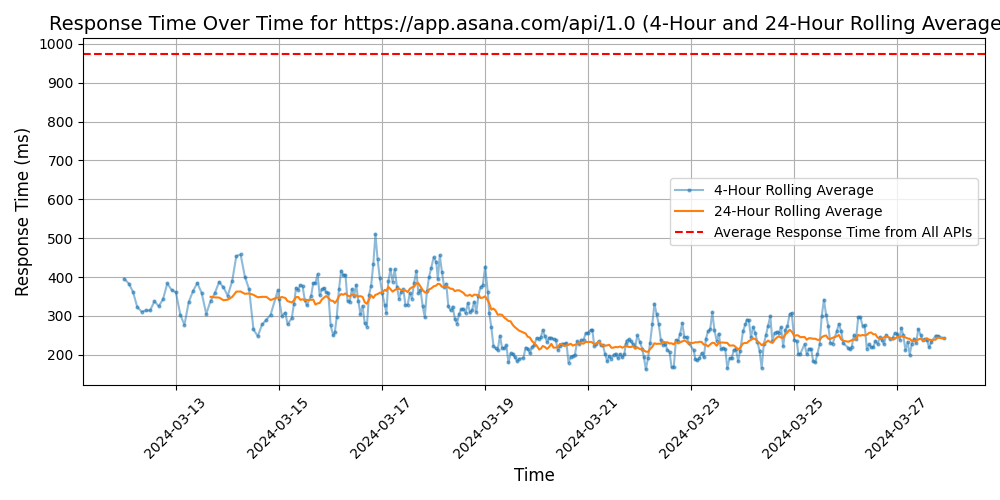 Response Time Over Time for https://app.asana.com/api/1.0 (4-Hour and 24-Hour Rolling Average
1000
900
800
700
600
500
400
300
200
Response Time (ms)
4-Hour Rolling Average
24-Hour Rolling Average
Average Response Time from All APIs
2024-03-13
2024-03-15
2024-03-17
2024-03-19
2024-03-21
2024-03-23
2024-03-25
2024-03-27
Time